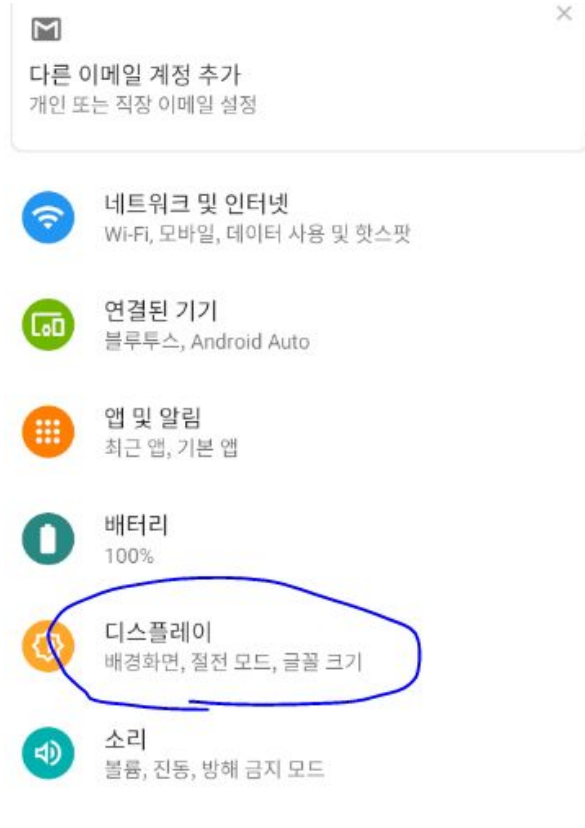 다른 이메일 계정 추가
개인 또는 직장 이메일 설정
네트워크 및 인터넷
Wi-Fi, 모바일, 데이터 사용 및 핫스팟
연결된 기기
블루투스, Android Auto
앱 및 알림
최근 앱, 기본 앱
배터리
100%
디스플레이
배경화면, 절전 모드, 글꼴 크기
소리
볼륨, 진동, 방해 금지 모드